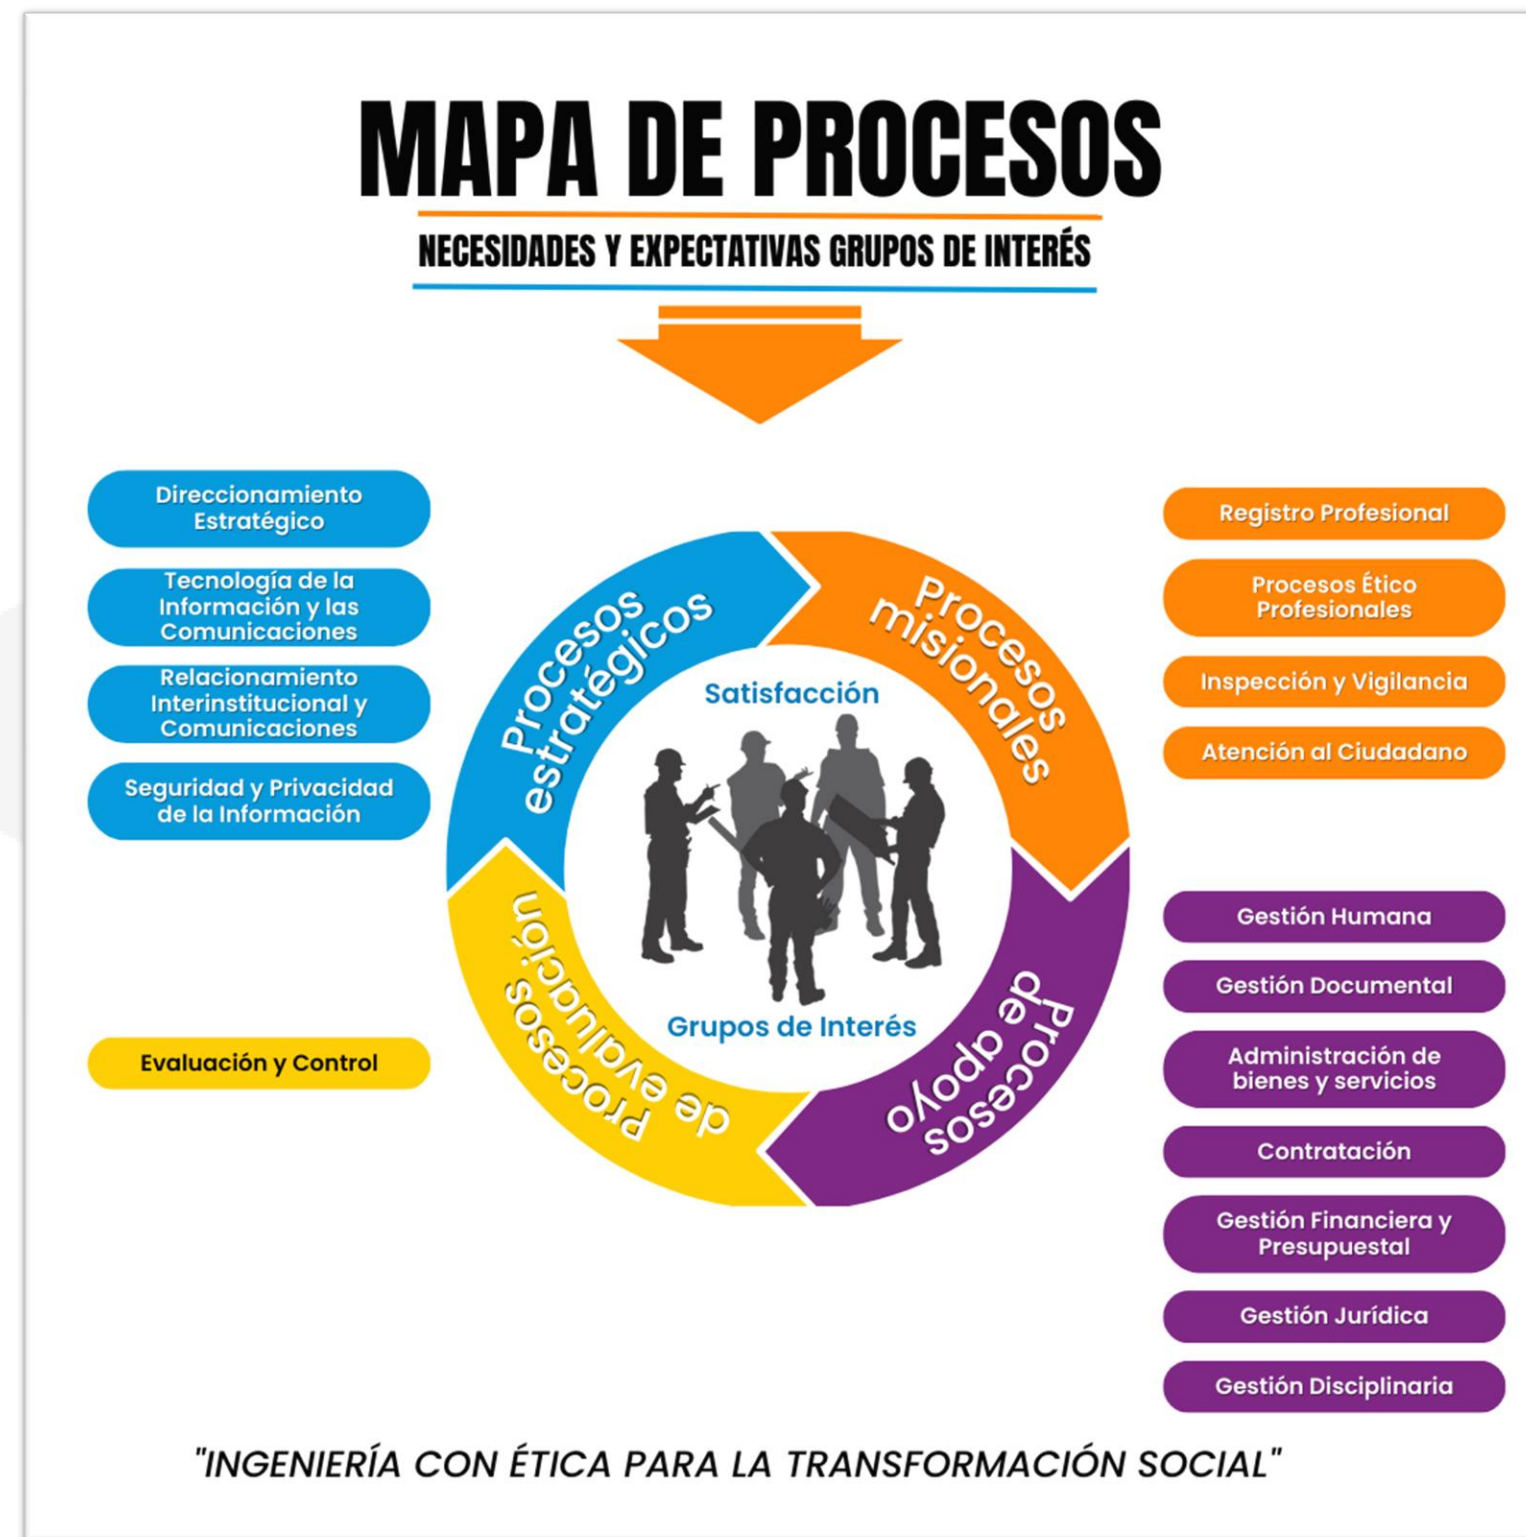 MAPA DE PROCESOS
NECESIDADES Y EXPECTATIVAS GRUPOS DE INTERÉS
Direccionamiento
Estratégico
Tecnología de la
Información y las
Comunicaciones
Relacionamiento
Interinstitucional y
Comunicaciones
Seguridad y Privacidad
de la Información
Evaluación y Control
Procesos
estratégicos
Procesos
misionales
Satisfacción
Grupos de Interés
Procesos
de evaluación
Procesos
de apoyo
Registro Profesional
Procesos Ético
Profesionales
Inspección y Vigilancia
Atención al Ciudadano
Gestión Humana
Gestión Documental
Administración de
bienes y servicios
Contratación
Gestión Financiera y
Presupuestal
Gestión Jurídica
Gestión Disciplinaria
"INGENIERÍA CON ÉTICA PARA LA TRANSFORMACIÓN SOCIAL"